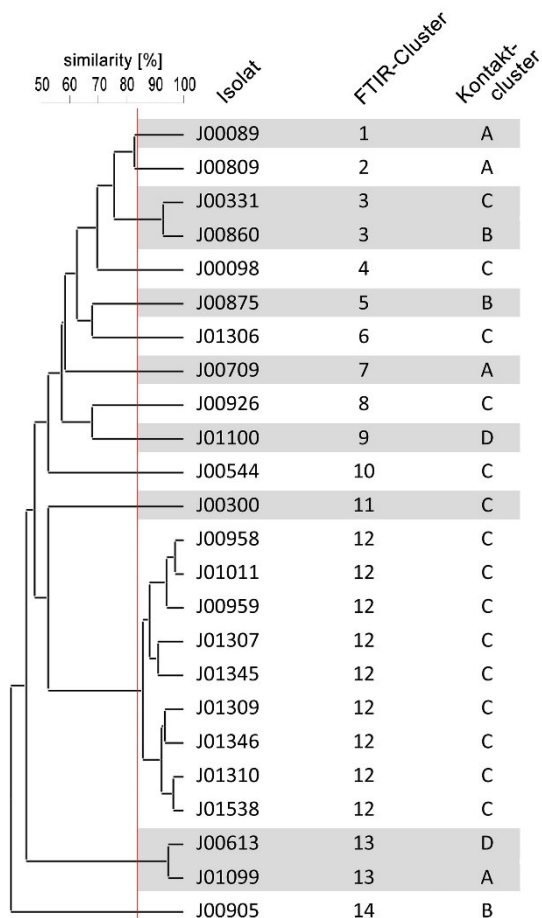 similarity [%]
50 60 70 80 90 100
Isolat
FTIR-Cluster
Kontakt-
cluster
J00089 1 A
J00809 2 A
J00331 3 C
J00860 3 B
J00098 4 C
J00875 5 B
J01306 6 C
J00709 7 A
J00926 8 C
J01100 9 D
J00544 10 C
J00300 11 C
J00958 12 C
J01011 12 C
J00959 12 C
J01307 12 C
J01345 12 C
J01309 12 C
J01346 12 C
J01310 12 C
J01538 12 C
J00613 13 D
J01099 13 A
J00905 14 B